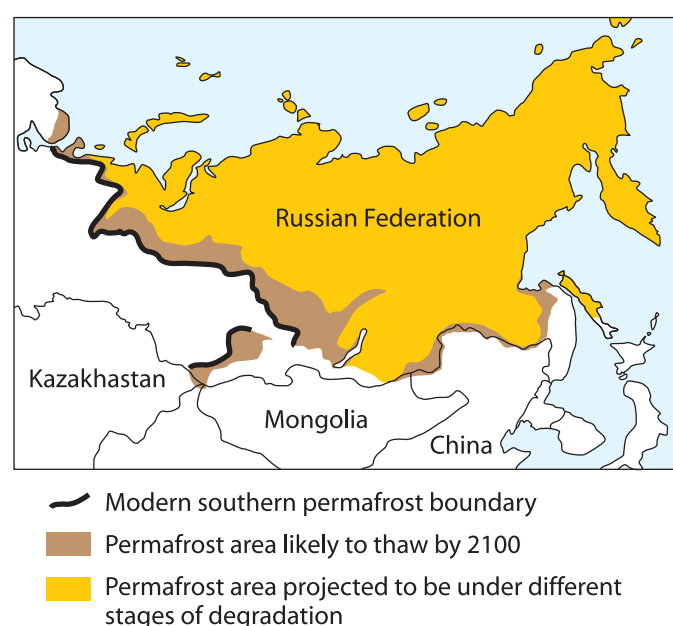 Russian Federation
Kazakhastan
Mongolia
China
Modern southern permafrost boundary
Permafrost area likely to thaw by 2100
Permafrost area projected to be under different
stages of degradation